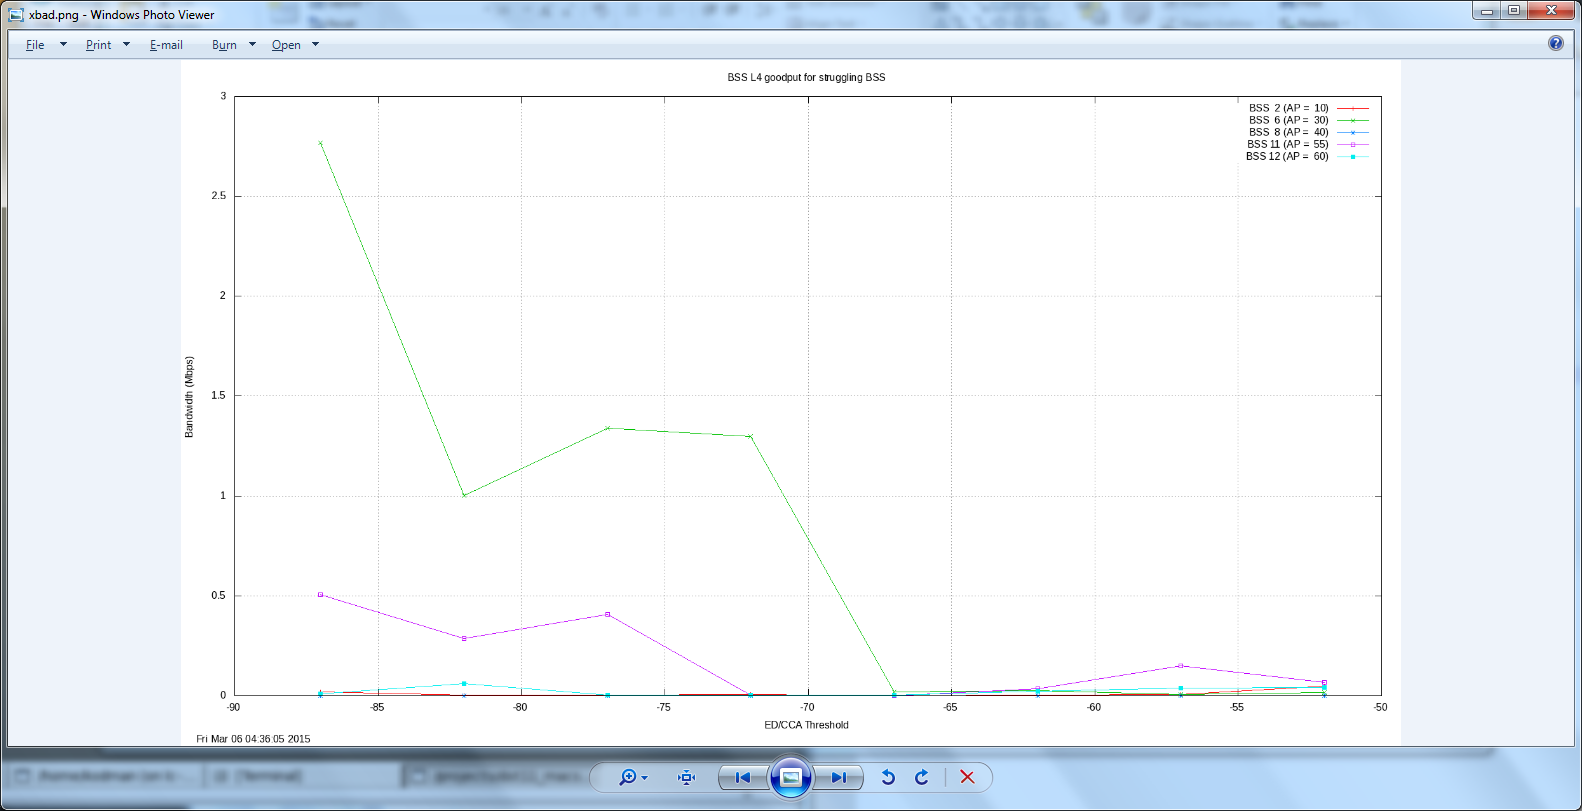 xbad.png - Windows Photo Viewer
File Print E-mail Burn Open
BSS L4 goodput for struggling BSS
BSS 2 (AP = 10)
BSS 6 (AP = 30)
BSS 8 (AP = 40)
BSS 11 (AP = 55)
BSS 12 (AP = 60)
3
2.5
2
1.5
1
0.5
0
Bandwidth (Mbps)
-90 -85 -80 -75 -70 -65 -60 -55 -50
ED/CCA Threshold
Fri Mar 06 04:36:05 2015
[Terminal]